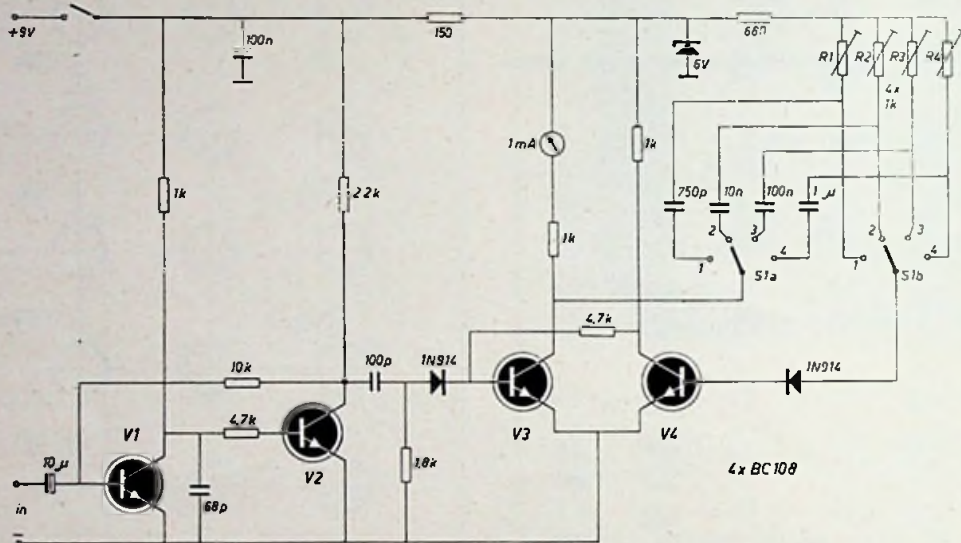 +9V
100n
150
660
6V
R1
R2
R3
R4
4x
1k
1mA
1k
1k
2.2k
1k
750p
10n
100n
1µ
2
3
1
4
S1a
2
3
1
4
S1b
4,7k
10k
100p
1N914
1N914
4,7k
V1
V2
V3
V4
10µ
1,8k
4x BC108
in
68p